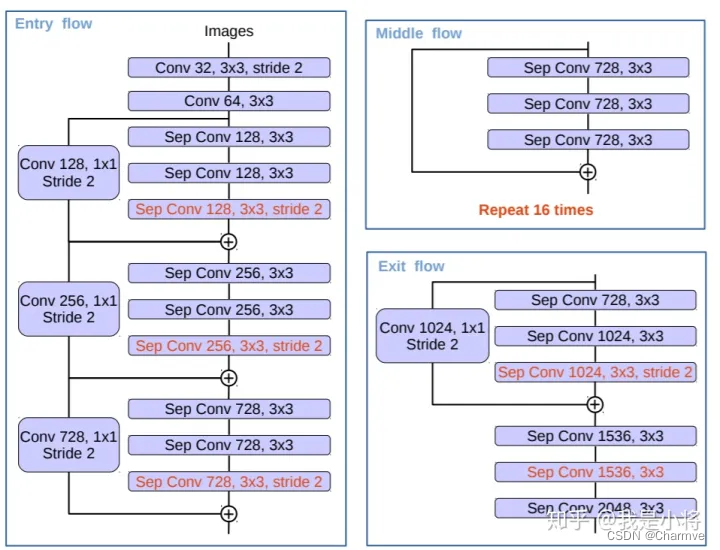 Entry flow
Images
Conv 32, 3x3, stride 2
Conv 64, 3x3
Sep Conv 128, 3x3
Conv 128, 1x1
Stride 2
Sep Conv 128, 3x3
Sep Conv 128, 3x3, stride 2
Sep Conv 256, 3x3
Conv 256, 1x1
Stride 2
Sep Conv 256, 3x3
Sep Conv 256, 3x3, stride 2
Sep Conv 728, 3x3
Conv 728, 1x1
Stride 2
Sep Conv 728, 3x3
Sep Conv 728, 3x3, stride 2
Middle flow
Sep Conv 728, 3x3
Sep Conv 728, 3x3
Sep Conv 728, 3x3
Repeat 16 times
Exit flow
Sep Conv 728, 3x3
Conv 1024, 1x1
Stride 2
Sep Conv 1024, 3x3
Sep Conv 1024, 3x3, stride 2
Sep Conv 1536, 3x3
Sep Conv 1536, 3x3
Sep Conv 2048, 3x3
知乎 @我是小将
CSDN @Charmve